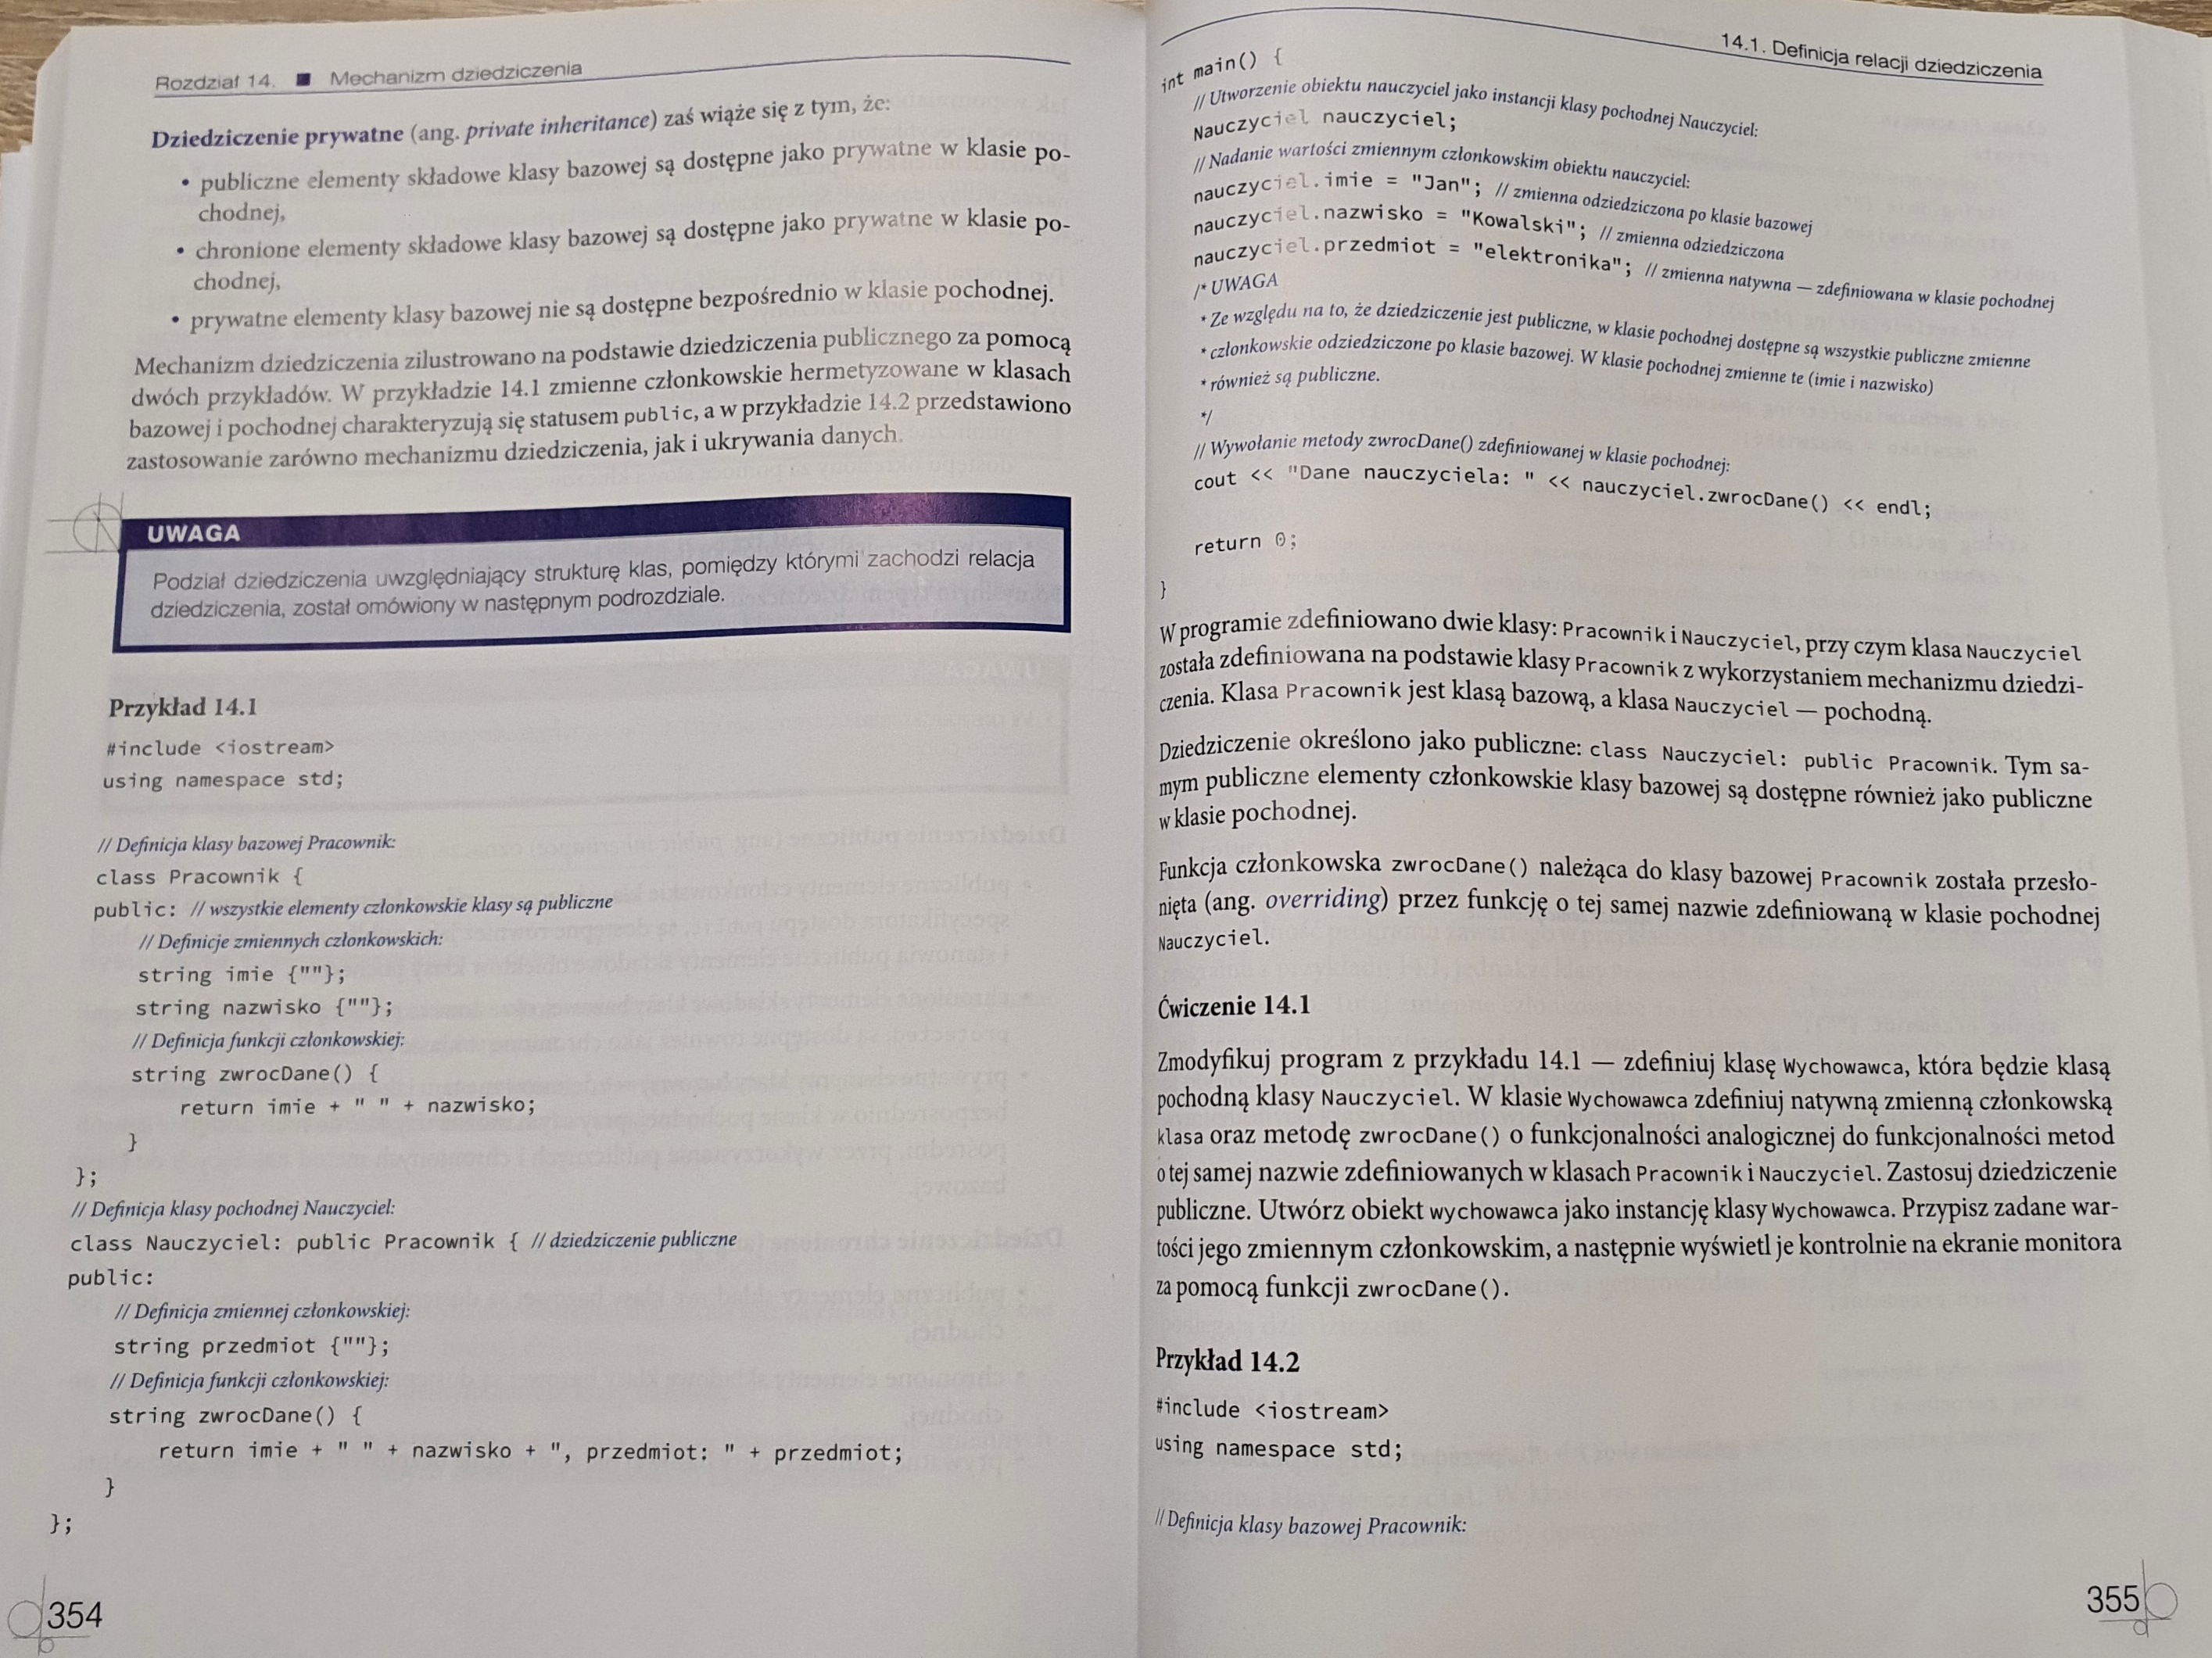 Rozdział 14. ■ Mechanizm dziedziczenia
Dziedziczenie prywatne (ang. private inheritance) zaś wiąże się z tym, że:
• publiczne elementy składowe klasy bazowej są dostępne jako prywatne w klasie po-
chodnej,
• chronione elementy składowe klasy bazowej są dostępne jako prywatne w klasie po-
chodnej,
• prywatne elementy klasy bazowej nie są dostępne bezpośrednio w klasie pochodnej.
Mechanizm dziedziczenia zilustrowano na podstawie dziedziczenia publicznego za pomocą
dwóch przykładów. W przykładzie 14.1 zmienne członkowskie hermetyzowane w klasach
bazowej i pochodnej charakteryzują się statusem public, a w przykładzie 14.2 przedstawiono
zastosowanie zarówno mechanizmu dziedziczenia, jak i ukrywania danych.
UWAGA
Podział dziedziczenia uwzględniający strukturę klas, pomiędzy którymi zachodzi relacja
dziedziczenia, został omówiony w następnym podrozdziale.
Przykład 14.1
#include <iostream>
using namespace std;
// Definicja klasy bazowej Pracownik:
class Pracownik {
public: // wszystkie elementy członkowskie klasy są publiczne
// Definicje zmiennych członkowskich:
string imie {""};
string nazwisko {""};
// Definicja funkcji członkowskiej:
string zwrocDane() {
return imie + " " + nazwisko;
}
};
// Definicja klasy pochodnej Nauczyciel:
class Nauczyciel: public Pracownik { // dziedziczenie publiczne
public:
// Definicja zmiennej członkowskiej:
string przedmiot {""};
// Definicja funkcji członkowskiej:
string zwrocDane() {
return imie + " " + nazwisko + ", przedmiot: " + przedmiot;
}
};
354
14.1. Definicja relacji dziedziczenia
int main() {
// Utworzenie obiektu nauczyciel jako instancji klasy pochodnej Nauczyciel:
Nauczyciel nauczyciel;
// Nadanie wartości zmiennym członkowskim obiektu nauczyciel:
nauczyciel.imie = "Jan"; // zmienna odziedziczona po klasie bazowej
nauczyciel.nazwisko = "Kowalski"; // zmienna odziedziczona
nauczyciel.przedmiot = "elektronika"; // zmienna natywna — zdefiniowana w klasie pochodnej
/* UWAGA
* Ze względu na to, że dziedziczenie jest publiczne, w klasie pochodnej dostępne są wszystkie publiczne zmienne
* członkowskie odziedziczone po klasie bazowej. W klasie pochodnej zmienne te (imie i nazwisko)
* również są publiczne.
*/
// Wywołanie metody zwrocDane() zdefiniowanej w klasie pochodnej:
cout << "Dane nauczyciela: " << nauczyciel.zwrocDane() << endl;
return 0;
}
W programie zdefiniowano dwie klasy: Pracownik i Nauczyciel, przy czym klasa Nauczyciel
została zdefiniowana na podstawie klasy Pracownik z wykorzystaniem mechanizmu dziedzi-
czenia. Klasa Pracownik jest klasą bazową, a klasa Nauczyciel — pochodną.
Dziedziczenie określono jako publiczne: class Nauczyciel: public Pracownik. Tym sa-
mym publiczne elementy członkowskie klasy bazowej są dostępne również jako publiczne
w klasie pochodnej.
Funkcja członkowska zwrocDane() należąca do klasy bazowej Pracownik została przesło-
nięta (ang. overriding) przez funkcję o tej samej nazwie zdefiniowaną w klasie pochodnej
Nauczyciel.
Ćwiczenie 14.1
Zmodyfikuj program z przykładu 14.1 — zdefiniuj klasę Wychowawca, która będzie klasą
pochodną klasy Nauczyciel. W klasie Wychowawca zdefiniuj natywną zmienną członkowską
klasa oraz metodę zwrocDane() o funkcjonalności analogicznej do funkcjonalności metod
o tej samej nazwie zdefiniowanych w klasach Pracownik i Nauczyciel. Zastosuj dziedziczenie
publiczne. Utwórz obiekt wychowawca jako instancję klasy Wychowawca. Przypisz zadane war-
tości jego zmiennym członkowskim, a następnie wyświetl je kontrolnie na ekranie monitora
za pomocą funkcji zwrocDane().
Przykład 14.2
#include <iostream>
using namespace std;
// Definicja klasy bazowej Pracownik:
355